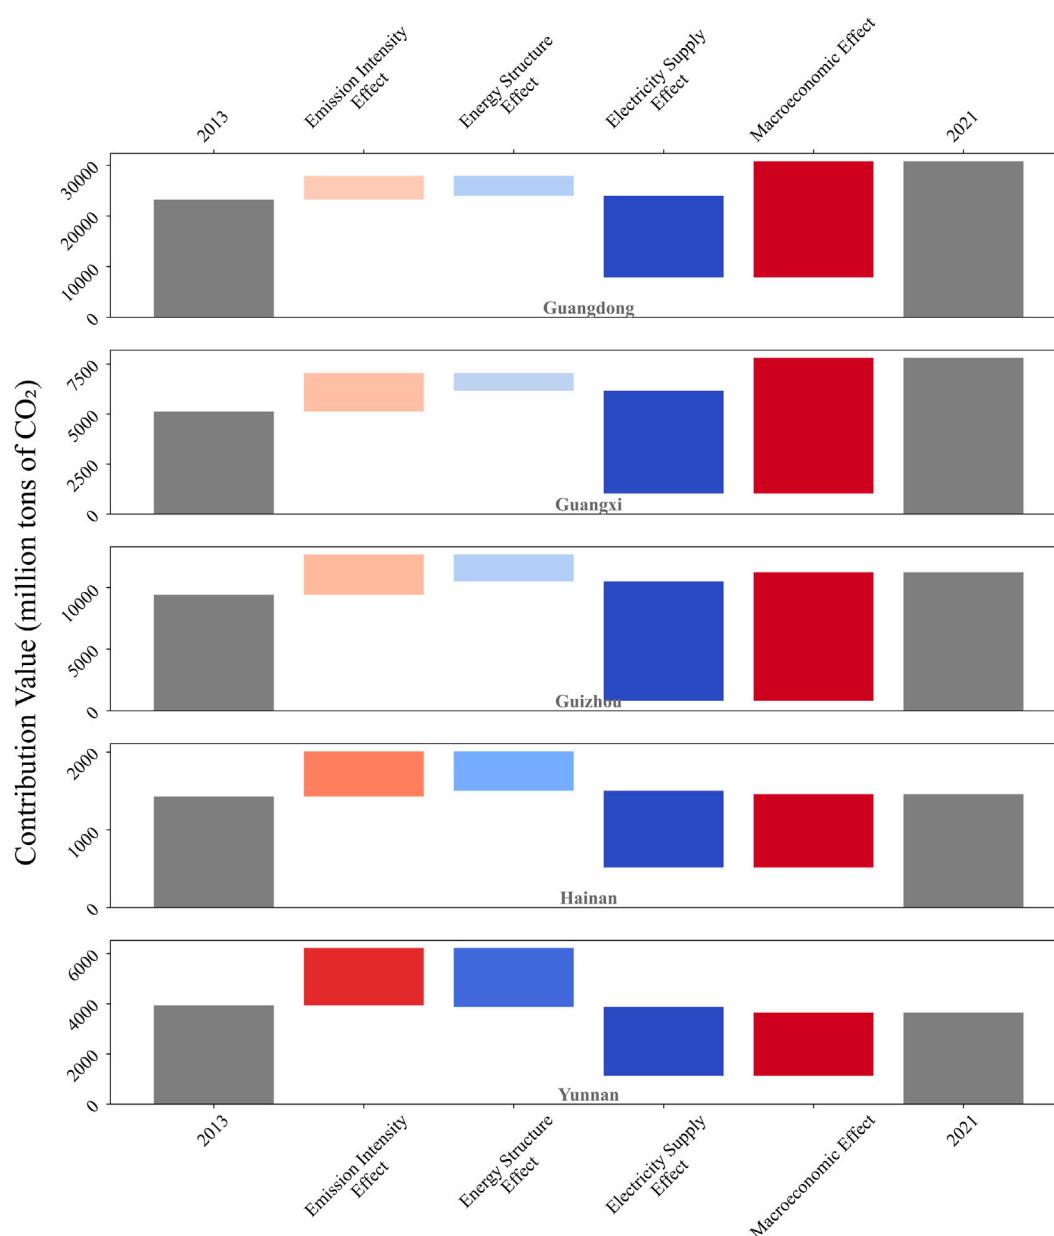 2013
Emission Intensity
Effect
Energy Structure
Effect
Electricity Supply
Effect
Macroeconomic Effect
2021
Contribution Value (million tons of CO₂)
30000
20000
10000
0
Guangdong
7500
5000
2500
0
Guangxi
10000
5000
0
Guizhou
2000
1000
0
Hainan
6000
4000
2000
0
Yunnan
2013
Emission Intensity
Effect
Energy Structure
Effect
Electricity Supply
Effect
Macroeconomic Effect
2021